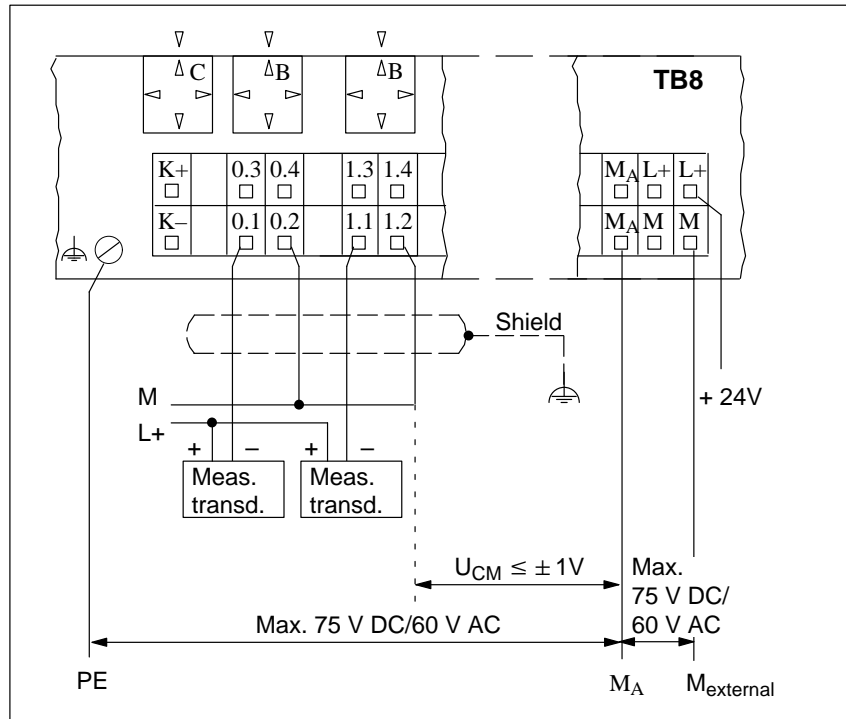 C B B TB8
K+ 0.3 0.4 1.3 1.4 MA L+ L+
K– 0.1 0.2 1.1 1.2 MA M M
Shield
M
+ 24V
L+
+ – + –
Meas. transd.
Meas. transd.
UCM ≤ ± 1V
Max. 75 V DC/ 60 V AC
Max. 75 V DC/60 V AC
PE MA Mexternal